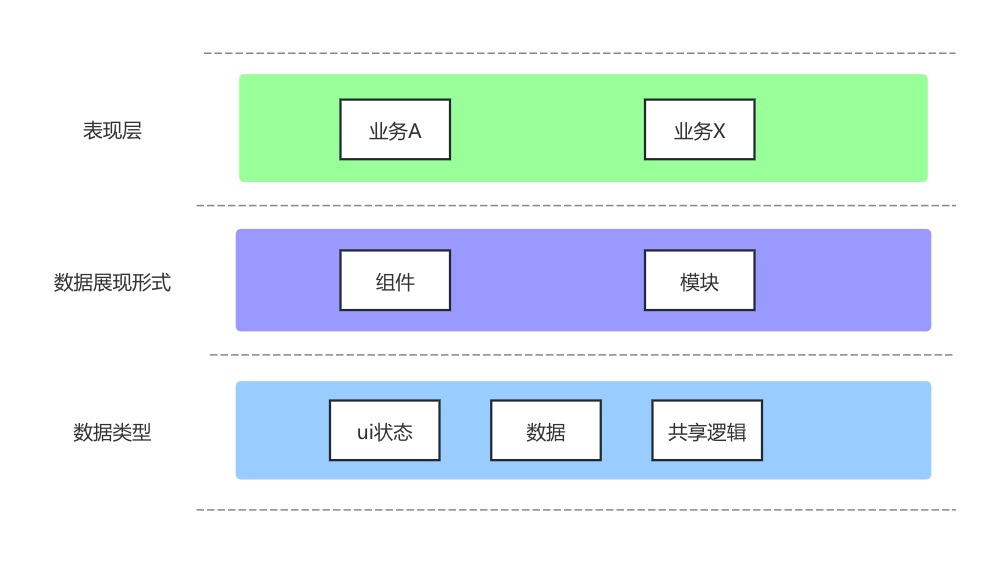 表现层
业务A
业务X
数据展现形式
组件
模块
数据类型
ui状态
数据
共享逻辑